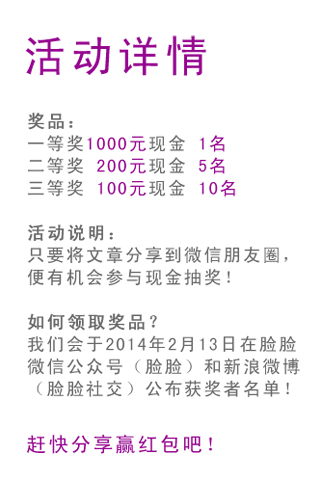 活动详情
奖品：
一等奖1000元现金 1名
二等奖 200元现金 5名
三等奖 100元现金 10名
活动说明：
只要将文章分享到微信朋友圈，
便有机会参与现金抽奖！
如何领取奖品？
我们会于2014年2月13日在脸脸
微信公众号（脸脸）和新浪微博
（脸脸社交）公布获奖者名单！
赶快分享赢红包吧！